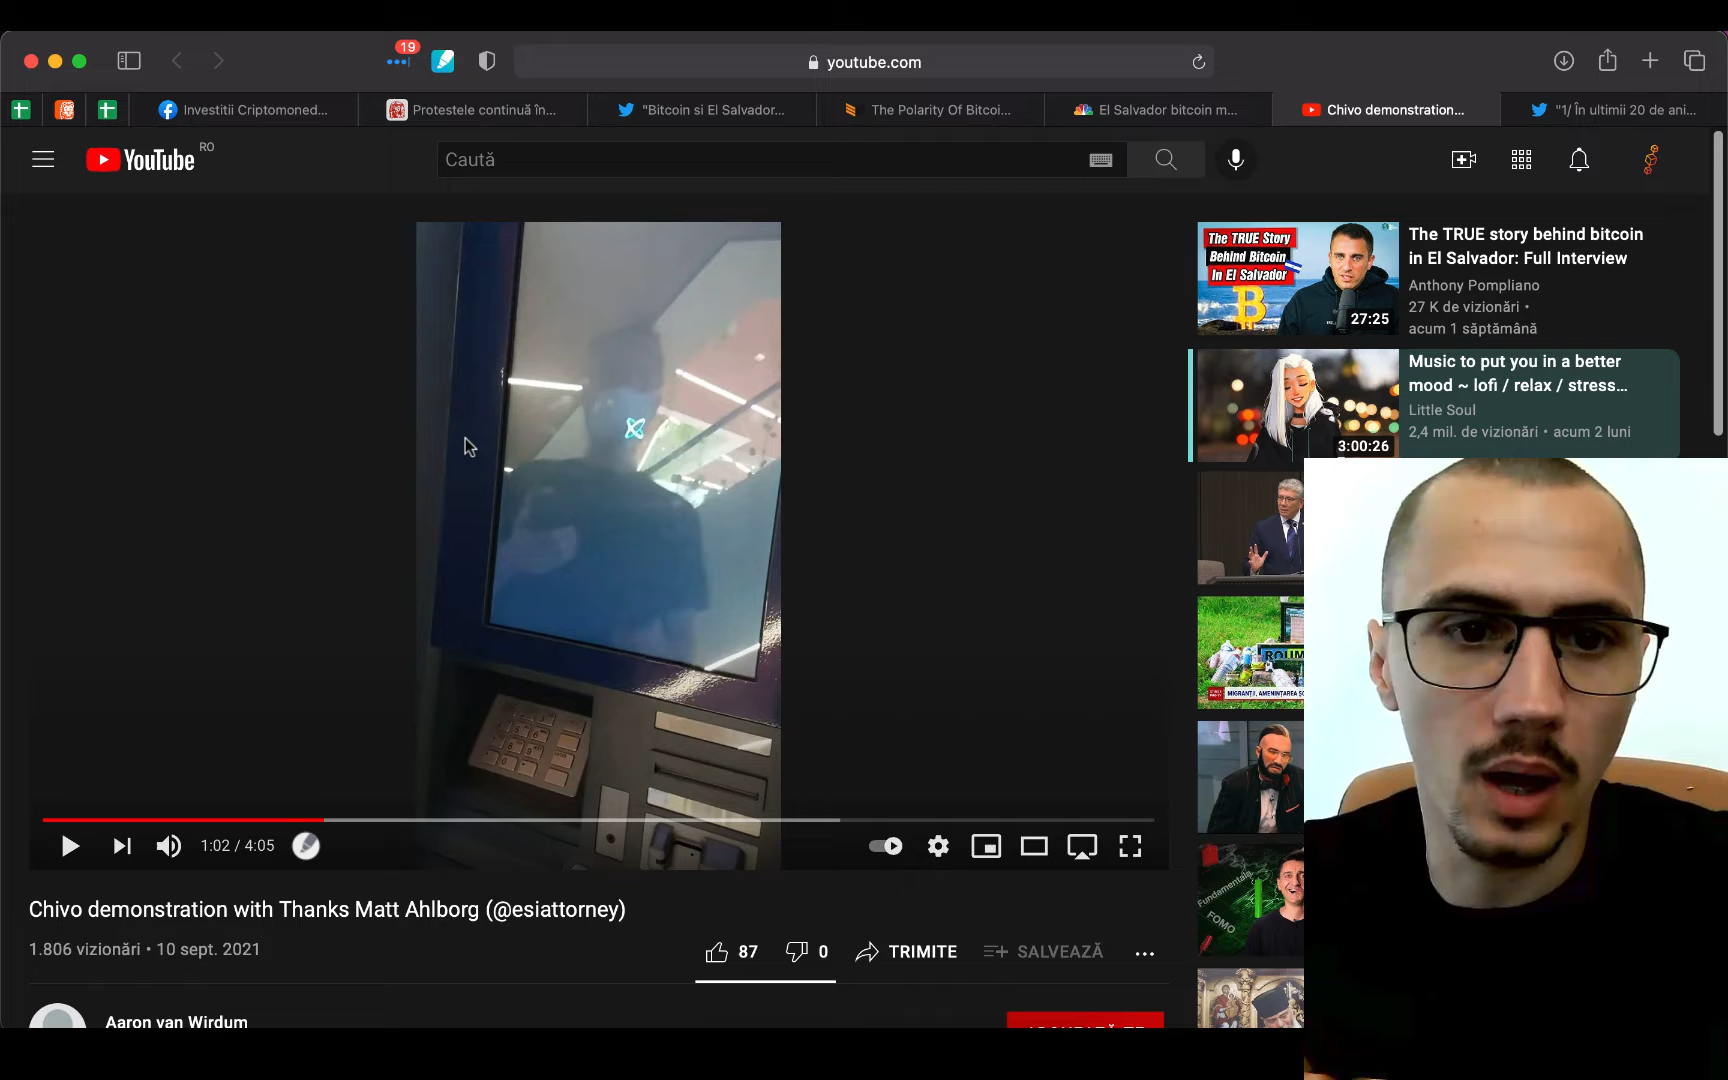 19
youtube.com
Investitii Criptomoned...
Protestele continuă în...
"Bitcoin si El Salvador...
The Polarity Of Bitcoi...
El Salvador bitcoin m...
Chivo demonstration...
"1/ În ultimii 20 de ani...
YouTube RO
Caută
The TRUE Story
Behind Bitcoin
In El Salvador
27:25
The TRUE story behind bitcoin
in El Salvador: Full Interview
Anthony Pompliano
27 K de vizionări •
acum 1 săptămână
3:00:26
Music to put you in a better
mood ~ lofi / relax / stress...
Little Soul
2,4 mil. de vizionări • acum 2 luni
MIGRANȚII, AMENINȚAREA
Fundamentals
FOMO
1:02 / 4:05
Chivo demonstration with Thanks Matt Ahlborg (@esiattorney)
1.806 vizionări • 10 sept. 2021
87
0
TRIMITE
SALVEAZĂ
Aaron van Wirdum